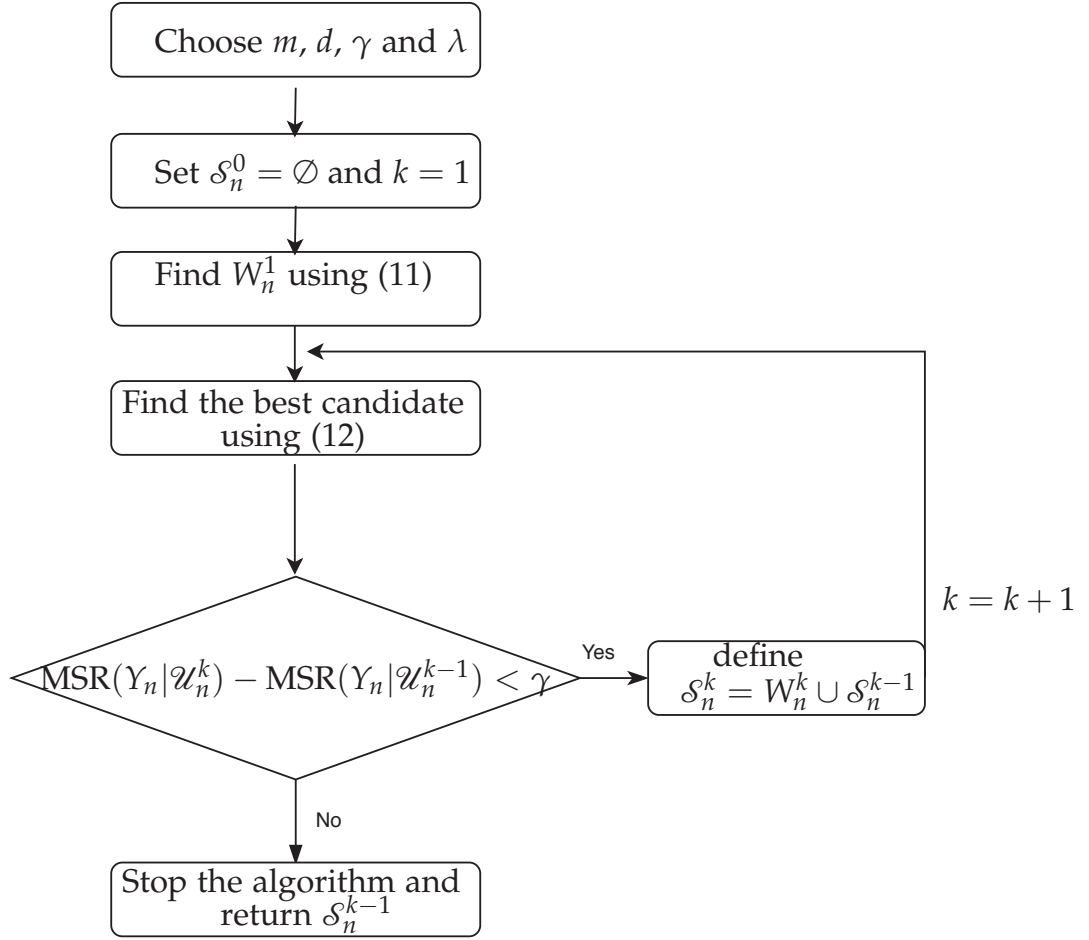 Choose m, d, γ and λ
Set 𝒮_n^0 = ∅ and k = 1
Find W_n^1 using (11)
Find the best candidate
using (12)
MSR(Y_n|𝒰_n^k) − MSR(Y_n|𝒰_n^{k−1}) < γ
Yes
define
𝒮_n^k = W_n^k ∪ 𝒮_n^{k−1}
k = k + 1
No
Stop the algorithm and
return 𝒮_n^{k−1}